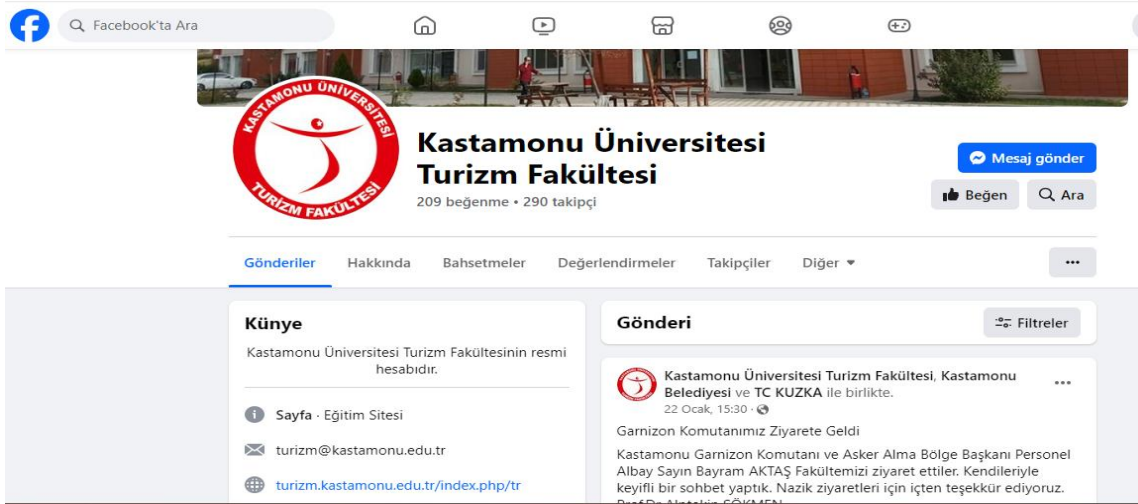 Facebook'ta Ara
KASTAMONU ÜNİVERSİTESİ
TURİZM FAKÜLTESİ
Kastamonu Üniversitesi
Turizm Fakültesi
209 beğenme • 290 takipçi
Mesaj gönder
Beğen
Ara
Gönderiler Hakkında Bahsetmeler Değerlendirmeler Takipçiler Diğer
Künye
Kastamonu Üniversitesi Turizm Fakültesinin resmi
hesabıdır.
Sayfa · Eğitim Sitesi
turizm@kastamonu.edu.tr
turizm.kastamonu.edu.tr/index.php/tr
Gönderi
Filtreler
Kastamonu Üniversitesi Turizm Fakültesi, Kastamonu
Belediyesi ve TC KUZKA ile birlikte.
22 Ocak, 15:30 ·
Garnizon Komutanımız Ziyarete Geldi
Kastamonu Garnizon Komutanı ve Asker Alma Bölge Başkanı Personel
Albay Sayın Bayram AKTAŞ Fakültemizi ziyaret ettiler. Kendileriyle
keyifli bir sohbet yaptık. Nazik ziyaretleri için içten teşekkür ediyoruz.